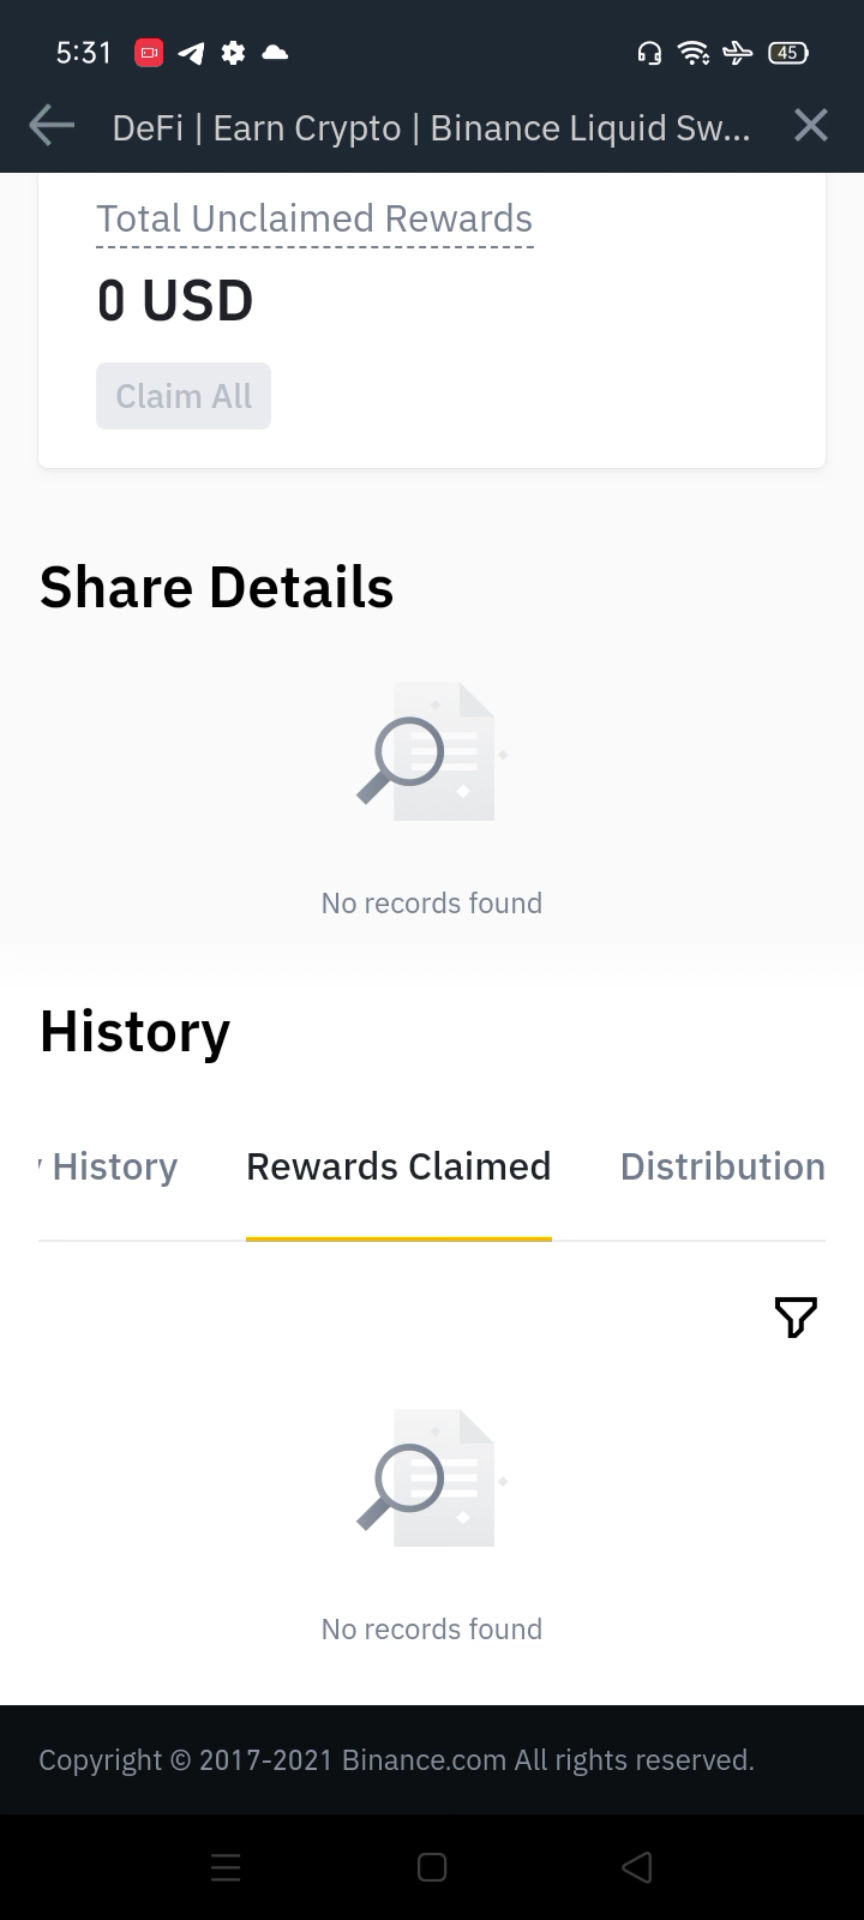 5:31
45
DeFi | Earn Crypto | Binance Liquid Sw...
Total Unclaimed Rewards
0 USD
Claim All
Share Details
No records found
History
History
Rewards Claimed
Distribution
No records found
Copyright © 2017-2021 Binance.com All rights reserved.